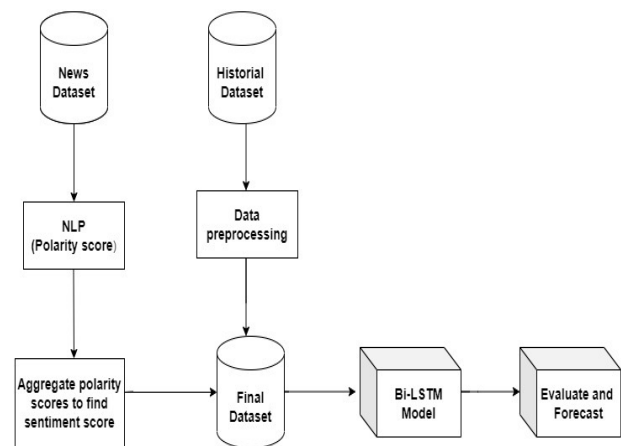 News
Dataset
Historial
Dataset
NLP
(Polarity score)
Data
preprocessing
Aggregate polarity
scores to find
sentiment score
Final
Dataset
Bi-LSTM
Model
Evaluate and
Forecast